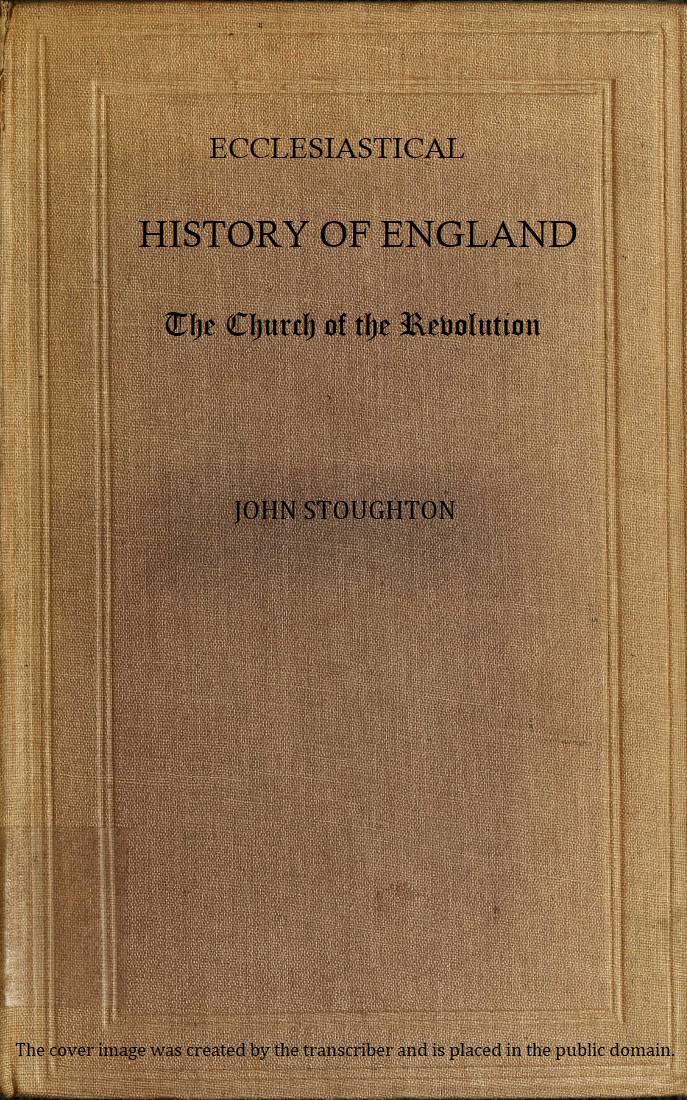 ECCLESIASTICAL
HISTORY OF ENGLAND
The Church of the Revolution
JOHN STOUGHTON
The cover image was created by the transcriber and is placed in the public domain.